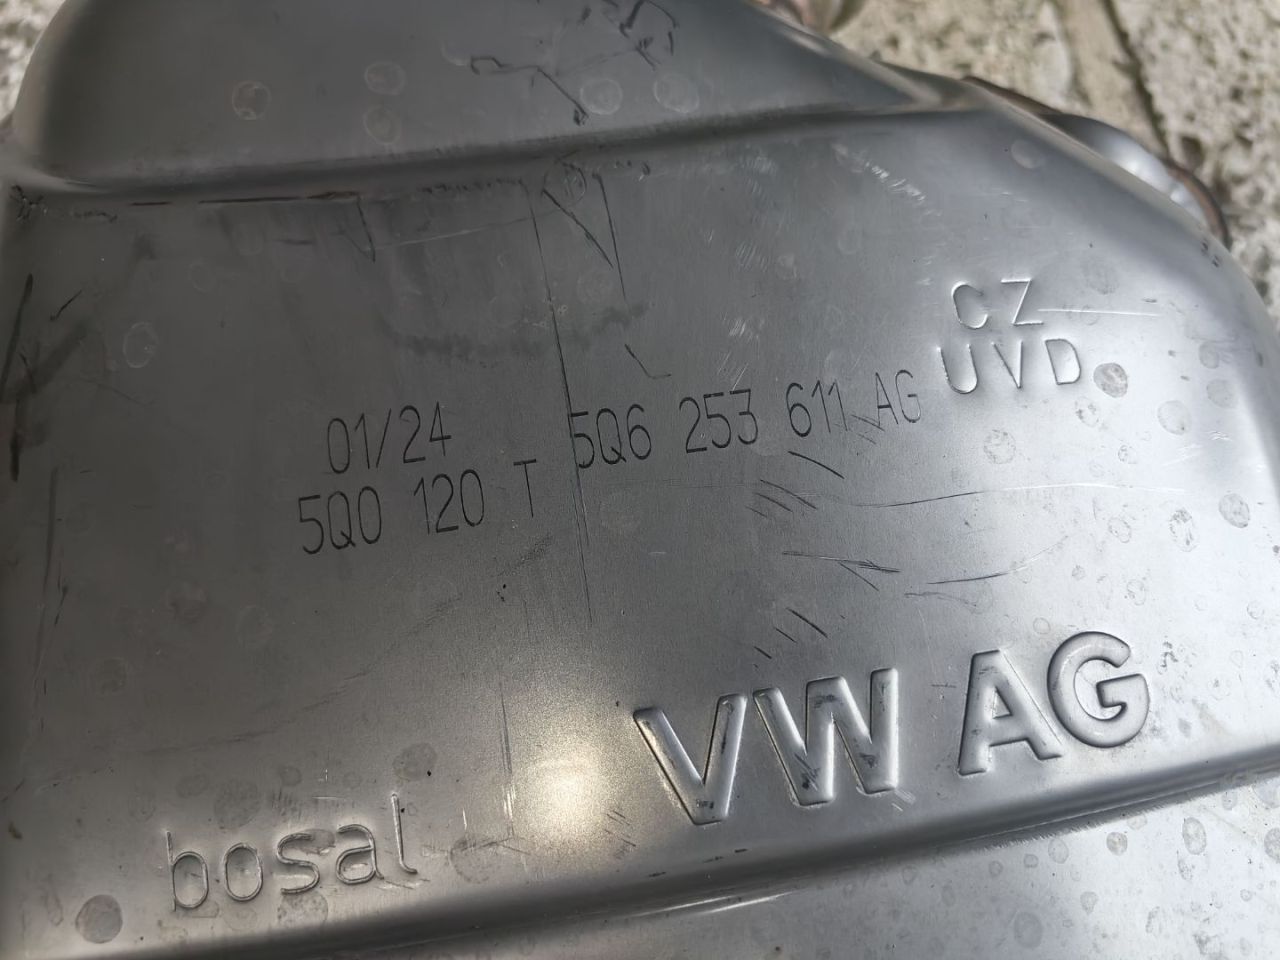 CZ
UVD
01/24
5Q0 120 T
5Q6 253 611 AG
VW AG
bosal